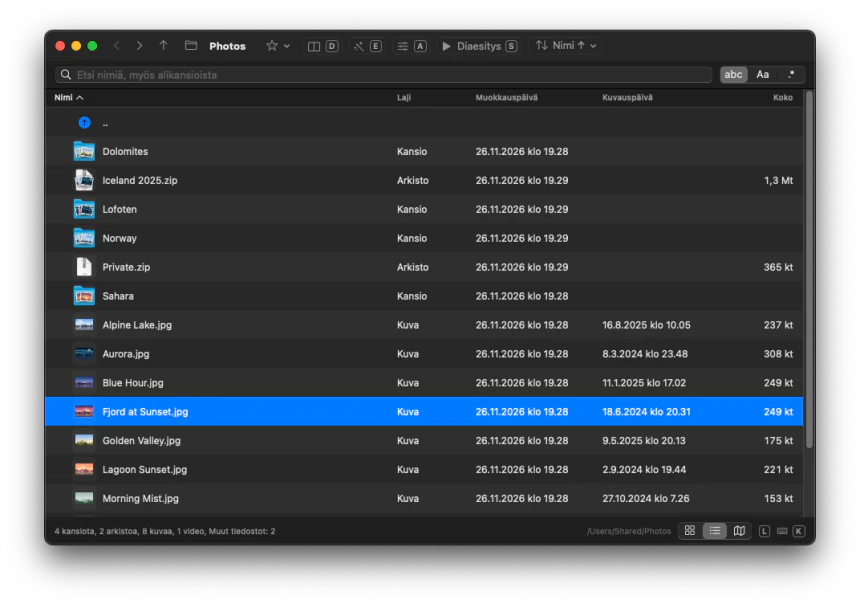 Photos D E A Diaesitys S Nimi
Etsi nimiä, myös alikansioista abc Aa .*
Nimi Laji Muokkauspäivä Kuvauspäivä Koko
..
Dolomites Kansio 26.11.2026 klo 19.28
Iceland 2025.zip Arkisto 26.11.2026 klo 19.29 1,3 Mt
Lofoten Kansio 26.11.2026 klo 19.29
Norway Kansio 26.11.2026 klo 19.29
Private.zip Arkisto 26.11.2026 klo 19.29 365 kt
Sahara Kansio 26.11.2026 klo 19.28
Alpine Lake.jpg Kuva 26.11.2026 klo 19.28 16.8.2025 klo 10.05 237 kt
Aurora.jpg Kuva 26.11.2026 klo 19.28 8.3.2024 klo 23.48 308 kt
Blue Hour.jpg Kuva 26.11.2026 klo 19.28 11.1.2025 klo 17.02 249 kt
Fjord at Sunset.jpg Kuva 26.11.2026 klo 19.28 18.6.2024 klo 20.31 249 kt
Golden Valley.jpg Kuva 26.11.2026 klo 19.28 9.5.2025 klo 20.13 175 kt
Lagoon Sunset.jpg Kuva 26.11.2026 klo 19.28 2.9.2024 klo 19.44 221 kt
Morning Mist.jpg Kuva 26.11.2026 klo 19.28 27.10.2024 klo 7.26 153 kt
4 kansiota, 2 arkistoa, 8 kuvaa, 1 video, Muut tiedostot: 2 /Users/Shared/Photos L K